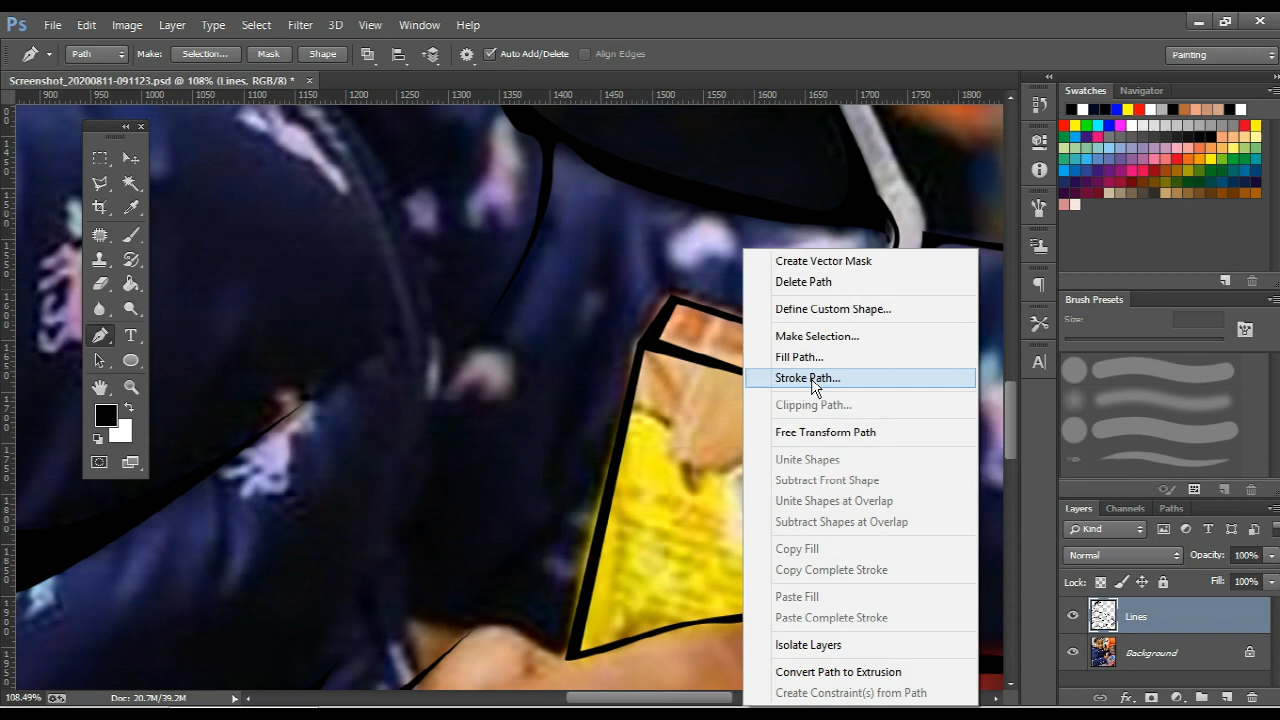 Ps File Edit Image Layer Type Select Filter 3D View Window Help
Path Make: Selection... Mask Shape Auto Add/Delete Align Edges Painting
Screenshot_20200811-091123.psd @ 108% (Lines, RGB/8) *
900 950 1000 1050 1100 1150 1200 1250 1300 1350 1400 1450 1500 1550 1600 1650 1700 1750 1800
Swatches Navigator
Create Vector Mask
Delete Path
Define Custom Shape...
Make Selection...
Fill Path...
Stroke Path...
Clipping Path...
Free Transform Path
Unite Shapes
Subtract Front Shape
Unite Shapes at Overlap
Subtract Shapes at Overlap
Copy Fill
Copy Complete Stroke
Paste Fill
Paste Complete Stroke
Isolate Layers
Convert Path to Extrusion
Create Constraint(s) from Path
Brush Presets
Size:
Layers Channels Paths
Kind
Normal Opacity: 100%
Lock: Fill: 100%
Lines
Background
108.49% Doc: 20.7M/39.2M